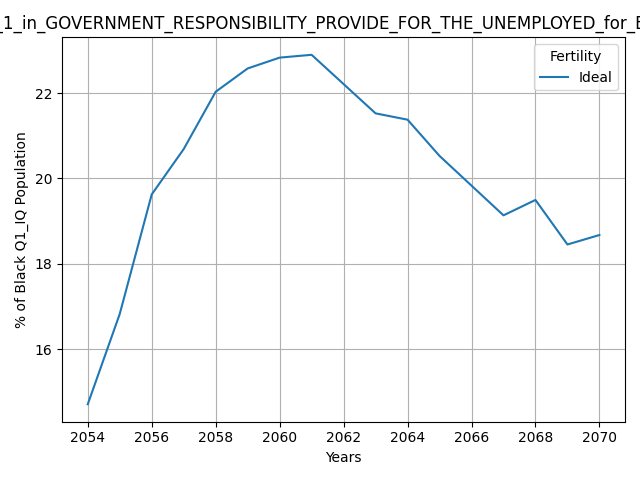 _1_in_GOVERNMENT_RESPONSIBILITY_PROVIDE_FOR_THE_UNEMPLOYED_for_
Fertility
Ideal
22
20
18
16
% of Black Q1_IQ Population
2054 2056 2058 2060 2062 2064 2066 2068 2070
Years